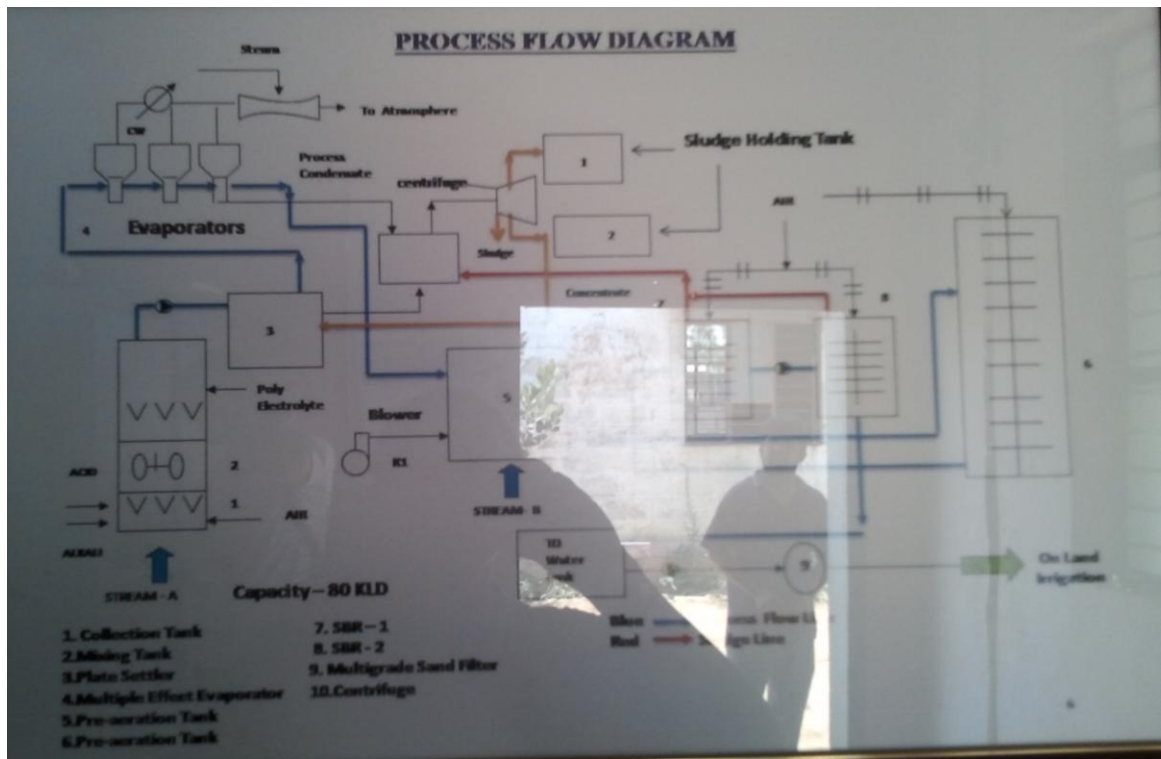 PROCESS FLOW DIAGRAM
Steam
To Atmosphere
CW
Process
Condensate
centrifuge
1
Sludge Holding Tank
2
AIR
4
Evaporators
Sludge
Concentrate
7
8
3
6
Poly
Electrolyte
5
Blower
K1
ACID
2
1
AIR
ALKALI
STREAM - A
STREAM - B
Water
9
On Land
Irrigation
Capacity – 80 KLD
Blue
Red
1. Collection Tank
2.Mixing Tank
3.Plate Settler
4.Multiple Effect Evaporator
5.Pre-aeration Tank
6.Pre-aeration Tank
7. SBR – 1
8. SBR - 2
9. Multigrade Sand Filter
10.Centrifuge